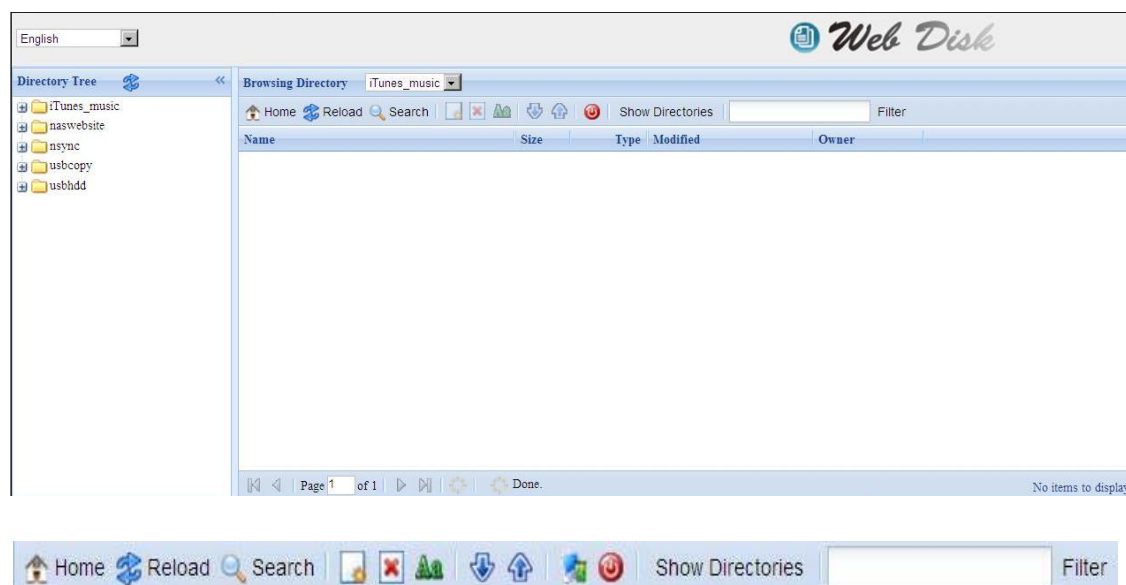 English
Web Disk
Directory Tree
Browsing Directory iTunes_music
iTunes_music
naswebsite
nsync
usbcopy
usbhdd
Home Reload Search Aa Show Directories Filter
Name Size Type Modified Owner
Page 1 of 1 Done.
No items to display
Home Reload Search Aa Show Directories Filter